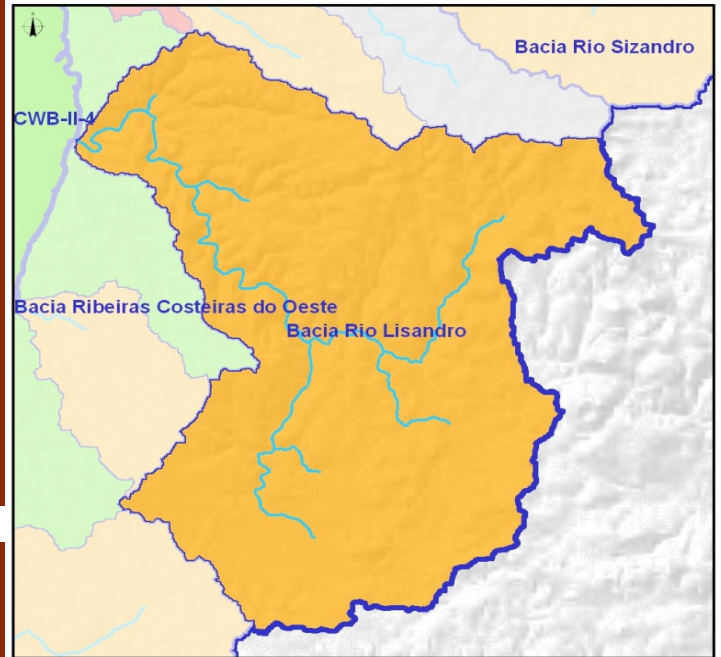 Bacia Rio Sizandro
CWB-II-4
Bacia Ribeiras Costeiras do Oeste
Bacia Rio Lisandro